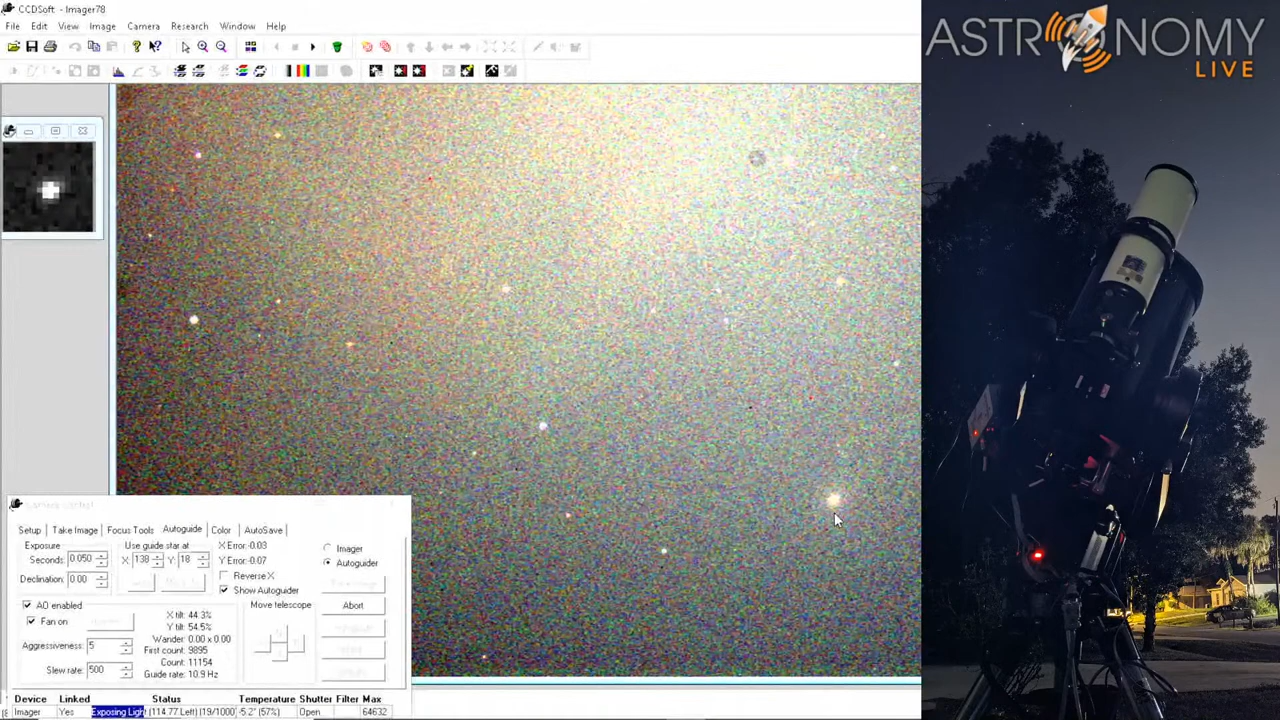 CCDSoft - Imager78
File Edit View Image Camera Research Window Help
ASTRONOMY
LIVE
Setup Take Image Focus Tools Autoguide Color AutoSave
Exposure
Seconds: 0.050
Declination: 0.00
Use guide star at
X: 138 Y: 18
X Error:-0.03
Y Error:-0.07
Reverse X
Show Autoguider
Imager
Autoguider
AO enabled
Fan on
Aggressiveness: 5
Slew rate: 500
X tilt: 44.3%
Y tilt: 54.5%
Wander: 0.00 x 0.00
First count: 9895
Count: 11154
Guide rate: 10.9 Hz
Move telescope
Abort
Device Linked Status Temperature Shutter Filter Max
Imager Yes Exposing Light (114.77 Left) (19/1000) -5.2° (57%) Open 64632